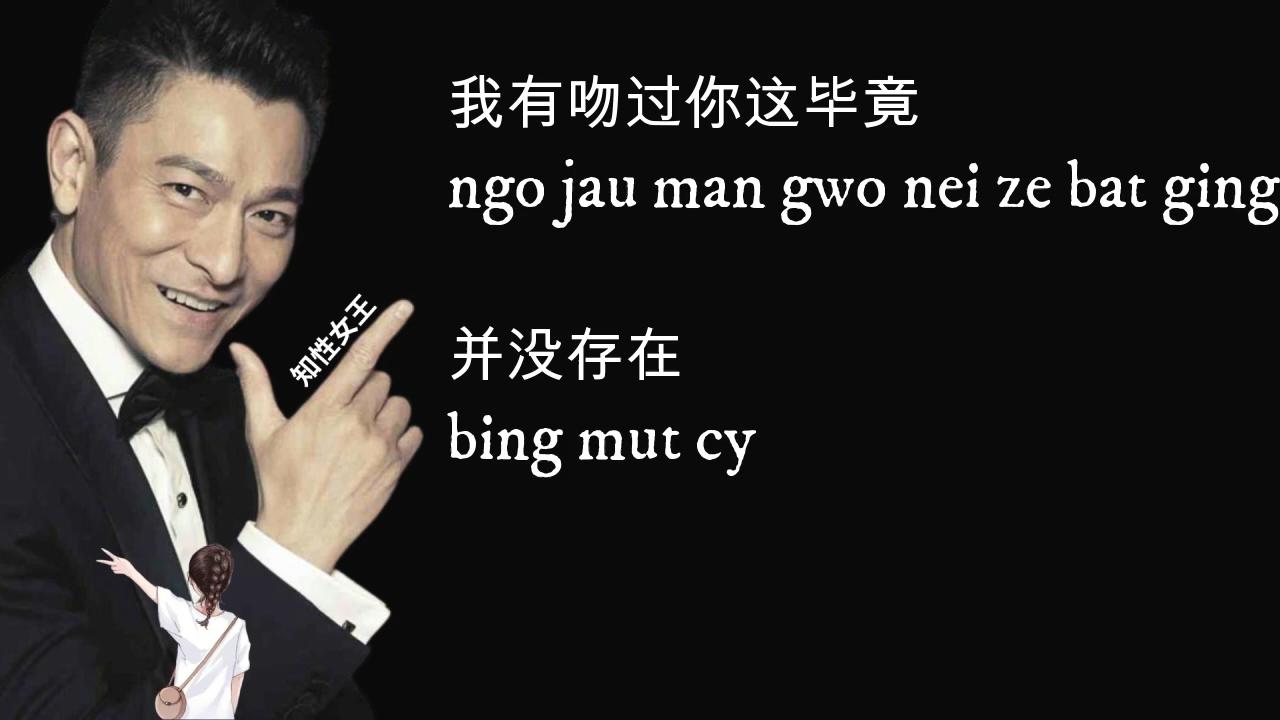 我有吻过你这毕竟
ngo jau man gwo nei ze bat ging
知性女王
并没存在
bing mut cy